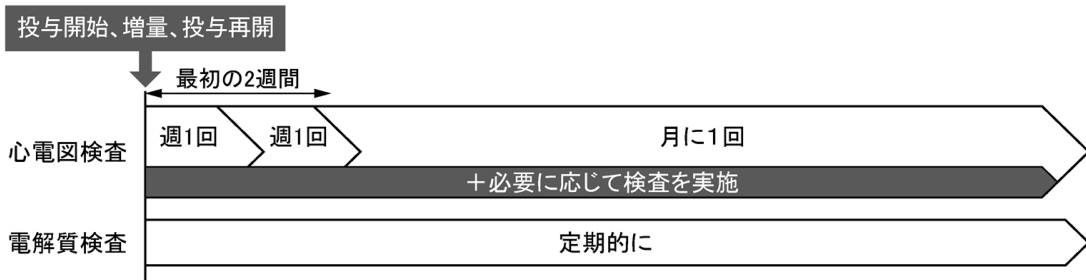 投与開始、増量、投与再開
最初の2週間
心電図検査
週1回
週1回
月に1回
＋必要に応じて検査を実施
電解質検査
定期的に